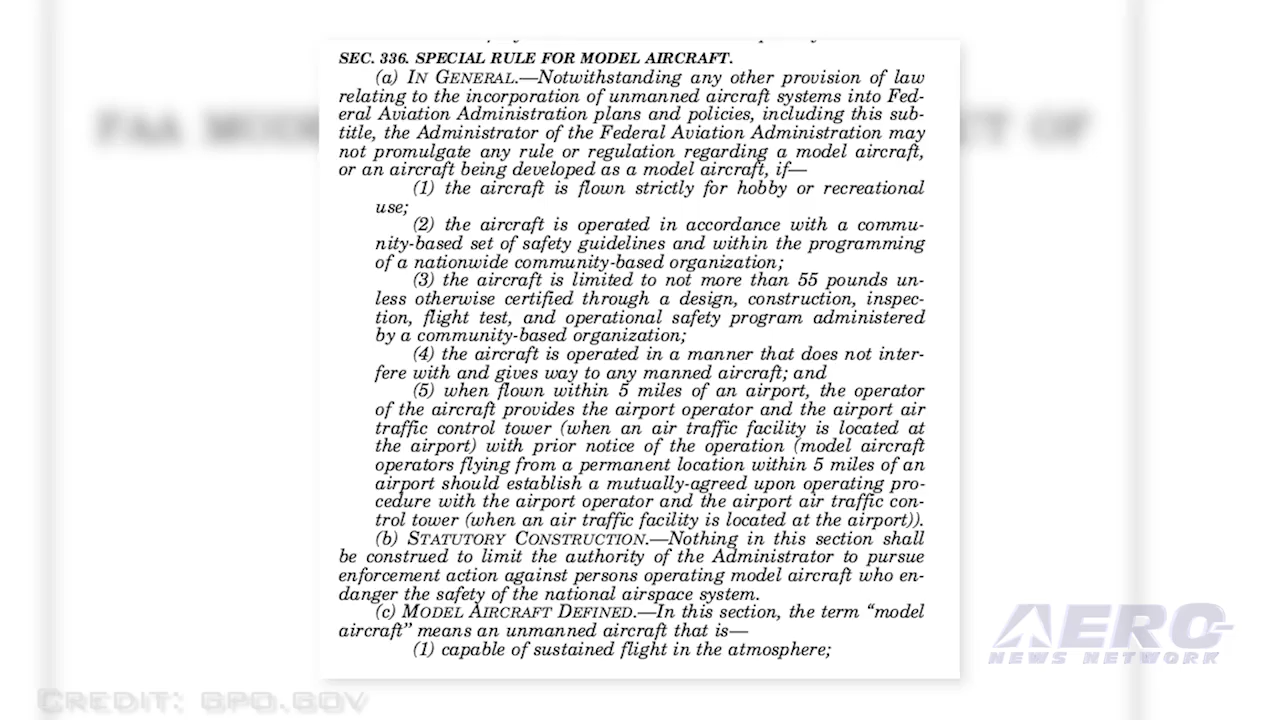 SEC. 336. SPECIAL RULE FOR MODEL AIRCRAFT.
(a) IN GENERAL.—Notwithstanding any other provision of law
relating to the incorporation of unmanned aircraft systems into Fed-
eral Aviation Administration plans and policies, including this sub-
title, the Administrator of the Federal Aviation Administration may
not promulgate any rule or regulation regarding a model aircraft,
or an aircraft being developed as a model aircraft, if—
(1) the aircraft is flown strictly for hobby or recreational
use;
(2) the aircraft is operated in accordance with a commu-
nity-based set of safety guidelines and within the programming
of a nationwide community-based organization;
(3) the aircraft is limited to not more than 55 pounds un-
less otherwise certified through a design, construction, inspec-
tion, flight test, and operational safety program administered
by a community-based organization;
(4) the aircraft is operated in a manner that does not inter-
fere with and gives way to any manned aircraft; and
(5) when flown within 5 miles of an airport, the operator
of the aircraft provides the airport operator and the airport air
traffic control tower (when an air traffic facility is located at
the airport) with prior notice of the operation (model aircraft
operators flying from a permanent location within 5 miles of an
airport should establish a mutually-agreed upon operating pro-
cedure with the airport operator and the airport air traffic con-
trol tower (when an air traffic facility is located at the airport)).
(b) STATUTORY CONSTRUCTION.—Nothing in this section shall
be construed to limit the authority of the Administrator to pursue
enforcement action against persons operating model aircraft who en-
danger the safety of the national airspace system.
(c) MODEL AIRCRAFT DEFINED.—In this section, the term “model
aircraft” means an unmanned aircraft that is—
(1) capable of sustained flight in the atmosphere;
FAA MOD
CT OF
AERO
NEWS NETWORK
CREDIT: GPO.GOV